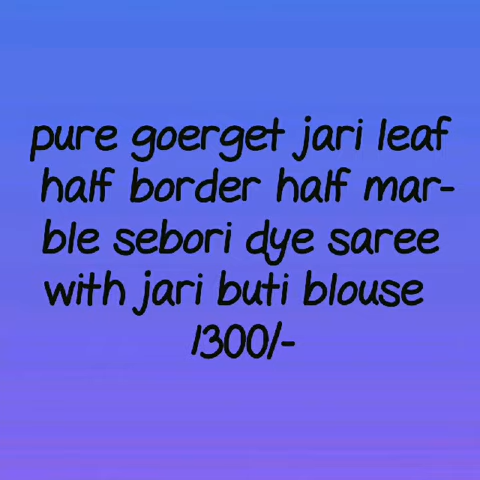 pure goerget jari leaf
half border half mar-
ble sebori dye saree
with jari buti blouse
1300/-